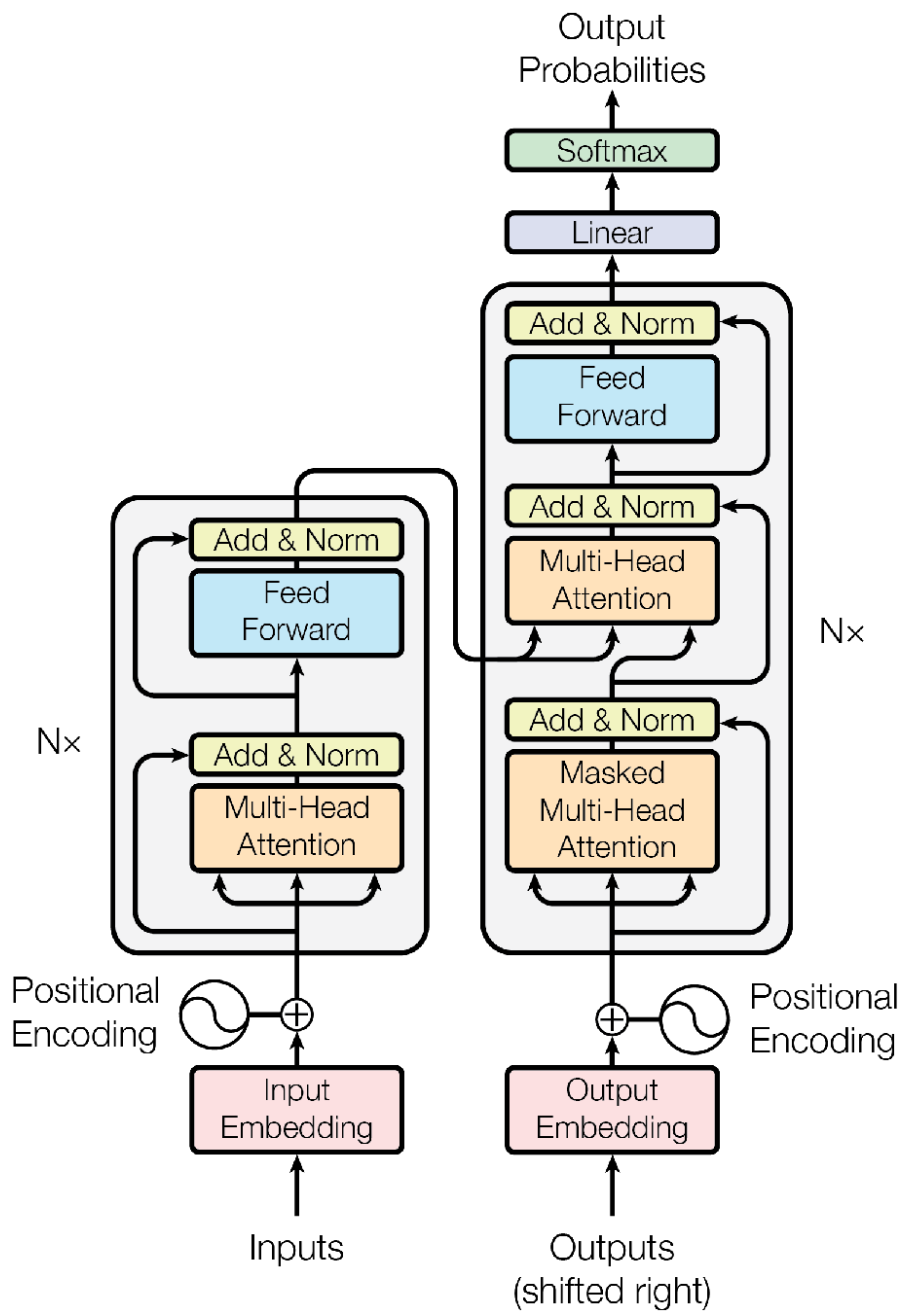 Output
Probabilities
Softmax
Linear
Add & Norm
Feed
Forward
Add & Norm
Multi-Head
Attention
N×
Add & Norm
Masked
Multi-Head
Attention
Add & Norm
Feed
Forward
N×
Add & Norm
Multi-Head
Attention
Positional
Encoding
Positional
Encoding
Input
Embedding
Output
Embedding
Inputs
Outputs
(shifted right)